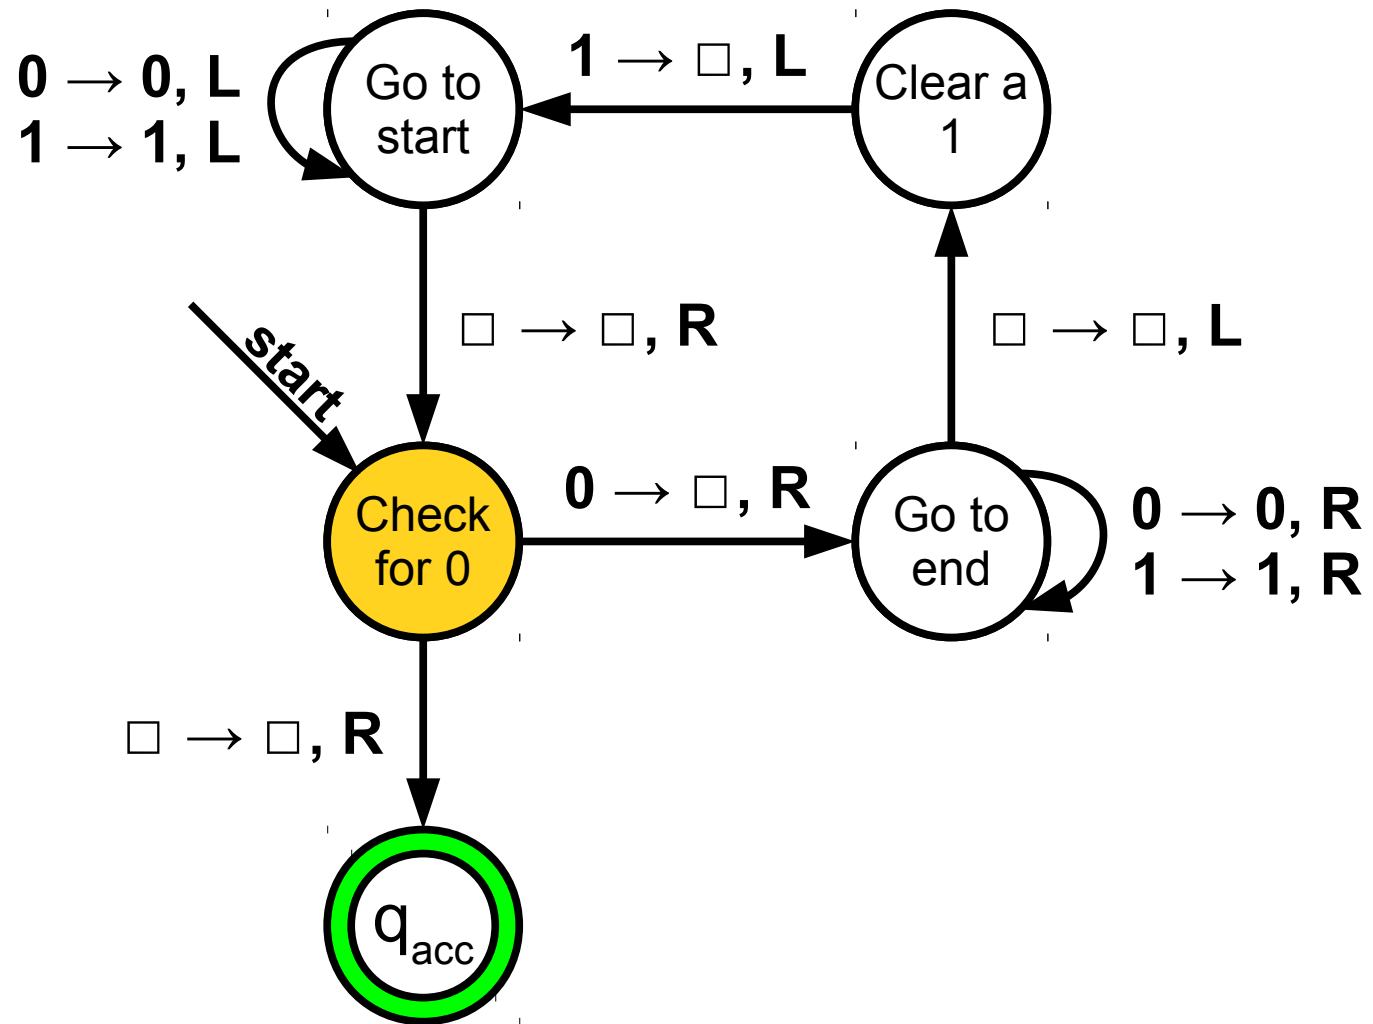 0 → 0, L
1 → 1, L
Go to
start
1 → □, L
Clear a
1
□ → □, R
□ → □, L
start
Check
for 0
0 → □, R
Go to
end
0 → 0, R
1 → 1, R
□ → □, R
qacc